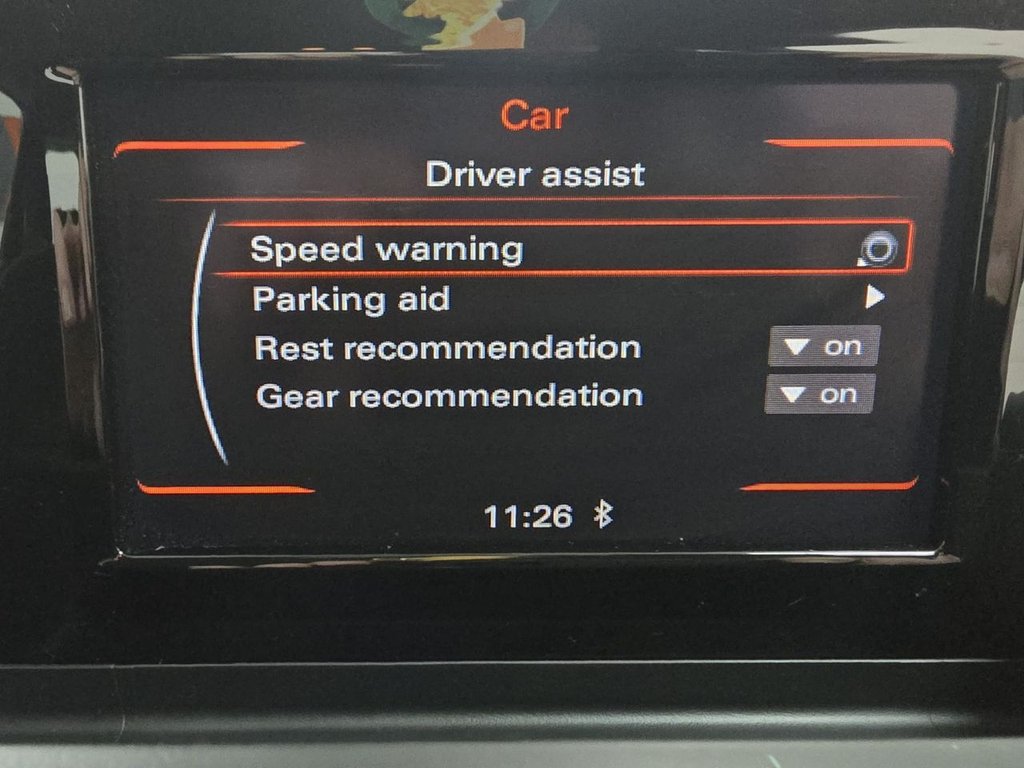 Car
Driver assist
Speed warning
Parking aid
Rest recommendation on
Gear recommendation on
11:26